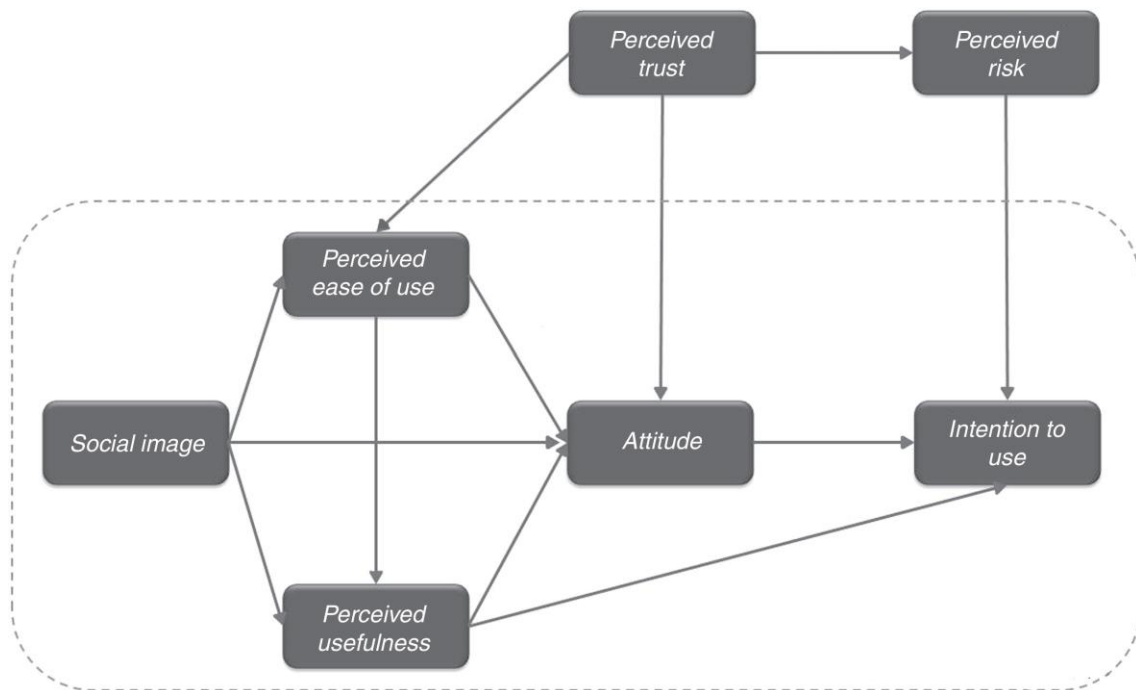 Perceived
trust
Perceived
risk
Perceived
ease of use
Social image
Attitude
Intention to
use
Perceived
usefulness